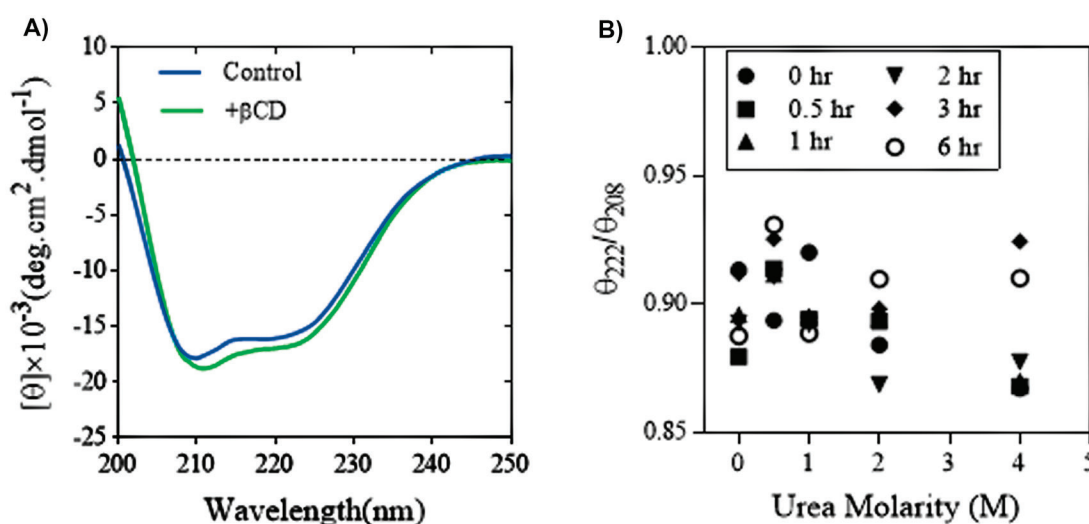 A)
[θ]×10⁻³(deg.cm².dmol⁻¹)
10
5
0
-5
-10
-15
-20
-25
Control
+βCD
200
210
220
230
240
250
Wavelength(nm)
B)
θ₂₂₂/θ₂₀₈
1.00
0.95
0.90
0.85
0 hr
0.5 hr
1 hr
2 hr
3 hr
6 hr
0
1
2
3
4
5
Urea Molarity (M)